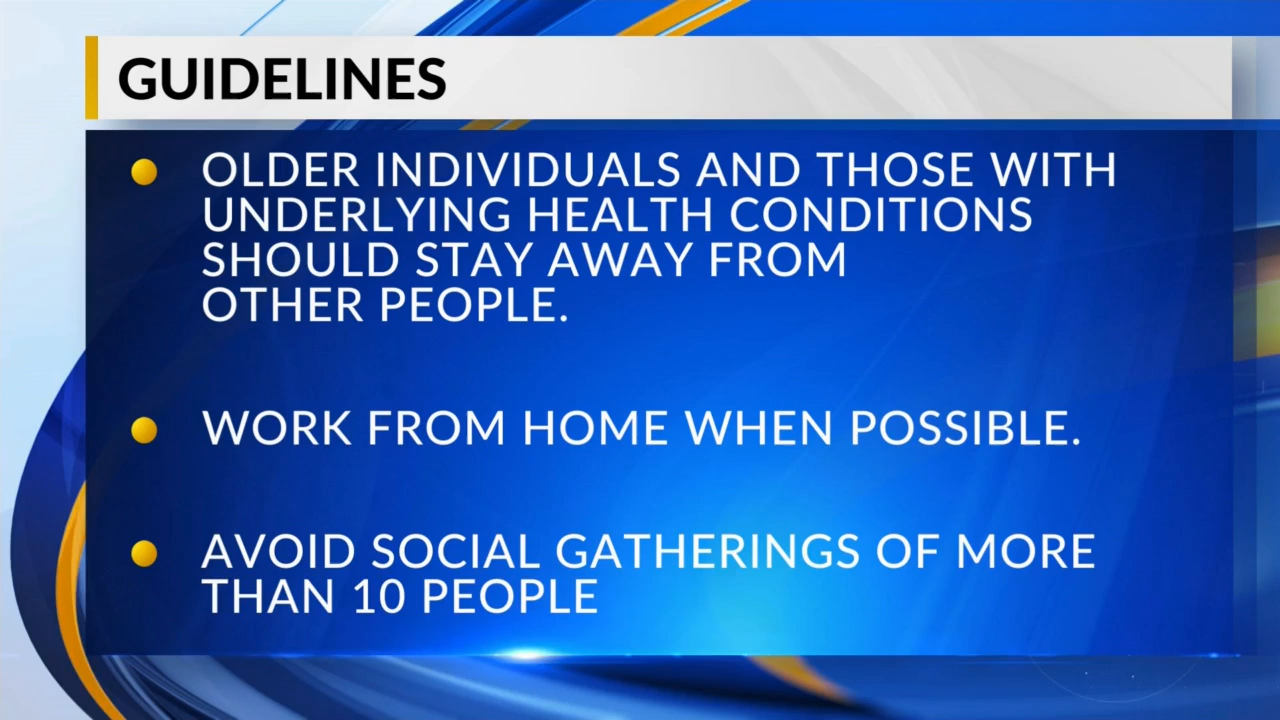 GUIDELINES
OLDER INDIVIDUALS AND THOSE WITH
UNDERLYING HEALTH CONDITIONS
SHOULD STAY AWAY FROM
OTHER PEOPLE.
WORK FROM HOME WHEN POSSIBLE.
AVOID SOCIAL GATHERINGS OF MORE
THAN 10 PEOPLE